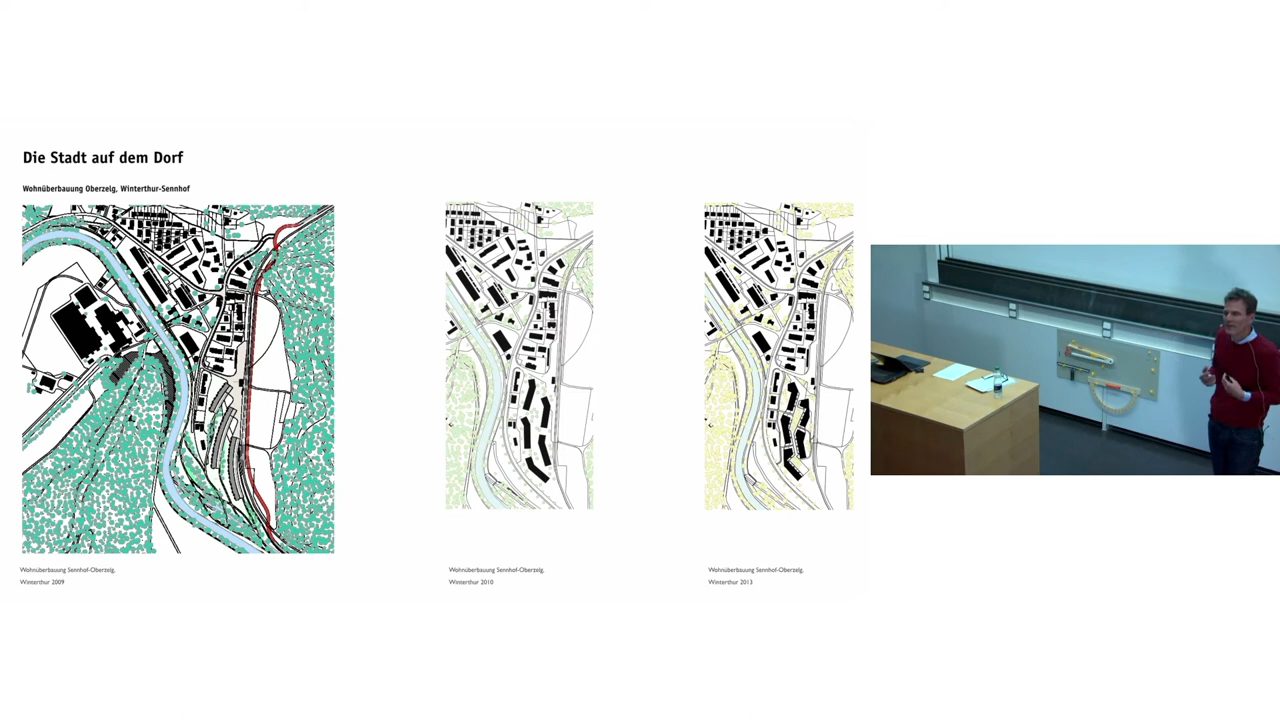 Die Stadt auf dem Dorf
Wohnüberbauung Oberzelg, Winterthur-Sennhof
Wohnüberbauung Sennhof-Oberzelg,
Winterthur 2009
Wohnüberbauung Sennhof-Oberzelg,
Winterthur 2010
Wohnüberbauung Sennhof-Oberzelg,
Winterthur 2013